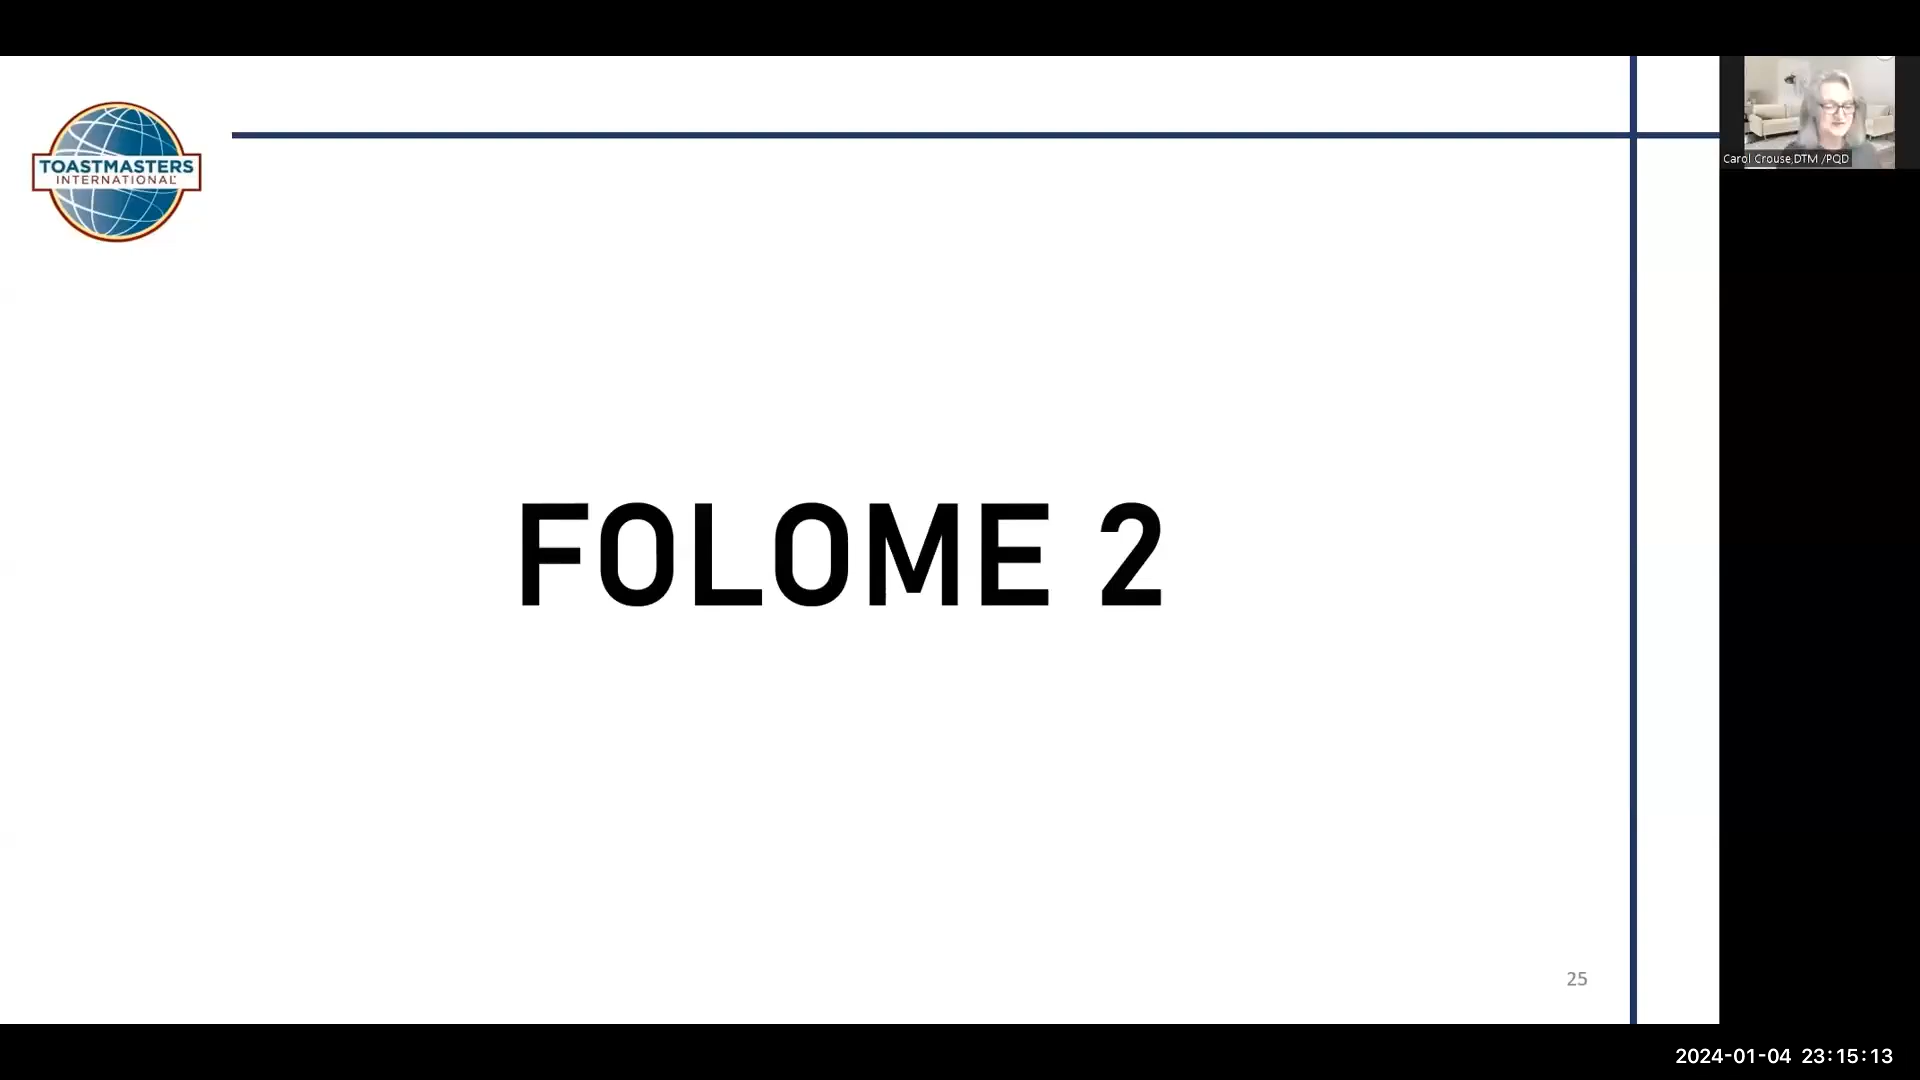 TOASTMASTERS
INTERNATIONAL
Carol Crouse,DTM /PQD
FOLOME 2
25
2024-01-04 23:15:13